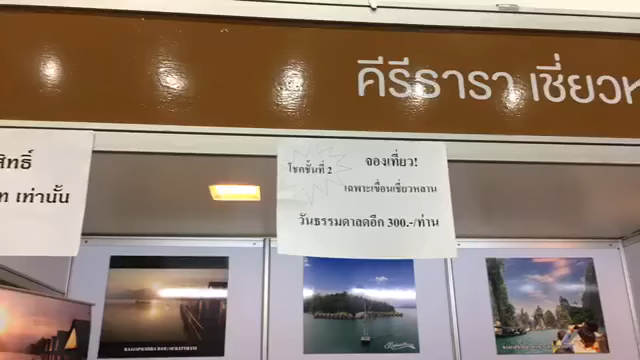 คีรีธารา เชี่ยวห
สิทธิ์
ท เท่านั้น
โชคชั้นที่ 2
จองเที่ยว!
เฉพาะเขื่อนเชี่ยวหลาน
วันธรรมดาลดอีก 300.-/ท่าน